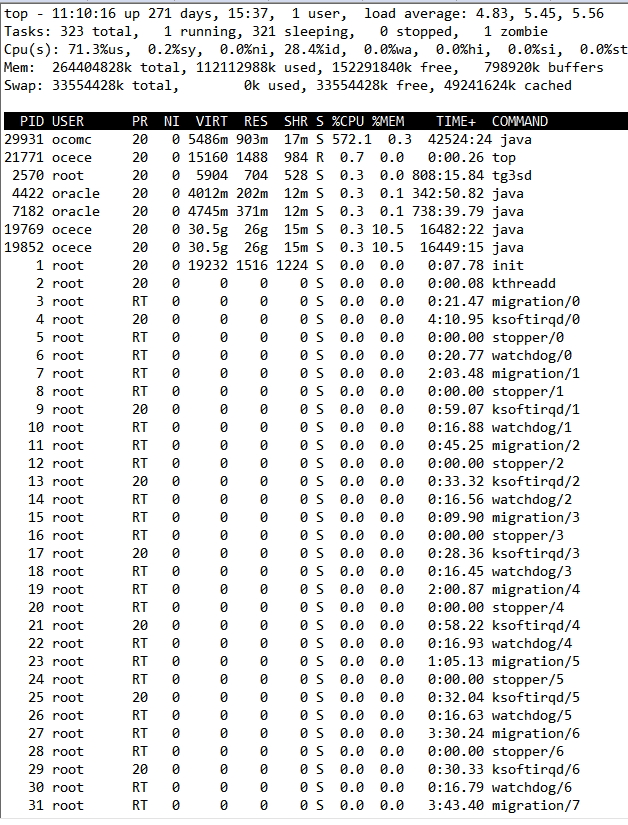 top - 11:10:16 up 271 days, 15:37,  1 user,  load average: 4.83, 5.45, 5.56
Tasks: 323 total,   1 running, 321 sleeping,   0 stopped,   1 zombie
Cpu(s): 71.3%us,  0.2%sy,  0.0%ni, 28.4%id,  0.0%wa,  0.0%hi,  0.0%si,  0.0%st
Mem:  264404828k total, 112112988k used, 152291840k free,   798920k buffers
Swap: 33554428k total,        0k used, 33554428k free, 49241624k cached
PID USER      PR  NI  VIRT  RES  SHR S %CPU %MEM    TIME+  COMMAND
29931 ocomc     20   0 5486m 903m  17m S 572.1  0.3  42524:24 java
21771 ocece     20   0 15160 1488  984 R  0.7  0.0   0:00.26 top
2570 root      20   0  5904  704  528 S  0.3  0.0 808:15.84 tg3sd
4422 oracle    20   0 4012m 202m  12m S  0.3  0.1 342:50.82 java
7182 oracle    20   0 4745m 371m  12m S  0.3  0.1 738:39.79 java
19769 ocece     20   0 30.5g  26g  15m S  0.3 10.5  16482:22 java
19852 ocece     20   0 30.5g  26g  15m S  0.3 10.5  16449:15 java
1 root      20   0 19232 1516 1224 S  0.0  0.0   0:07.78 init
2 root      20   0     0    0    0 S  0.0  0.0   0:00.08 kthreadd
3 root      RT   0     0    0    0 S  0.0  0.0   0:21.47 migration/0
4 root      20   0     0    0    0 S  0.0  0.0   4:10.95 ksoftirqd/0
5 root      RT   0     0    0    0 S  0.0  0.0   0:00.00 stopper/0
6 root      RT   0     0    0    0 S  0.0  0.0   0:20.77 watchdog/0
7 root      RT   0     0    0    0 S  0.0  0.0   2:03.48 migration/1
8 root      RT   0     0    0    0 S  0.0  0.0   0:00.00 stopper/1
9 root      20   0     0    0    0 S  0.0  0.0   0:59.07 ksoftirqd/1
10 root      RT   0     0    0    0 S  0.0  0.0   0:16.88 watchdog/1
11 root      RT   0     0    0    0 S  0.0  0.0   0:45.25 migration/2
12 root      RT   0     0    0    0 S  0.0  0.0   0:00.00 stopper/2
13 root      20   0     0    0    0 S  0.0  0.0   0:33.32 ksoftirqd/2
14 root      RT   0     0    0    0 S  0.0  0.0   0:16.56 watchdog/2
15 root      RT   0     0    0    0 S  0.0  0.0   0:09.90 migration/3
16 root      RT   0     0    0    0 S  0.0  0.0   0:00.00 stopper/3
17 root      20   0     0    0    0 S  0.0  0.0   0:28.36 ksoftirqd/3
18 root      RT   0     0    0    0 S  0.0  0.0   0:16.45 watchdog/3
19 root      RT   0     0    0    0 S  0.0  0.0   2:00.87 migration/4
20 root      RT   0     0    0    0 S  0.0  0.0   0:00.00 stopper/4
21 root      20   0     0    0    0 S  0.0  0.0   0:58.22 ksoftirqd/4
22 root      RT   0     0    0    0 S  0.0  0.0   0:16.93 watchdog/4
23 root      RT   0     0    0    0 S  0.0  0.0   1:05.13 migration/5
24 root      RT   0     0    0    0 S  0.0  0.0   0:00.00 stopper/5
25 root      20   0     0    0    0 S  0.0  0.0   0:32.04 ksoftirqd/5
26 root      RT   0     0    0    0 S  0.0  0.0   0:16.63 watchdog/5
27 root      RT   0     0    0    0 S  0.0  0.0   3:30.24 migration/6
28 root      RT   0     0    0    0 S  0.0  0.0   0:00.00 stopper/6
29 root      20   0     0    0    0 S  0.0  0.0   0:30.33 ksoftirqd/6
30 root      RT   0     0    0    0 S  0.0  0.0   0:16.79 watchdog/6
31 root      RT   0     0    0    0 S  0.0  0.0   3:43.40 migration/7